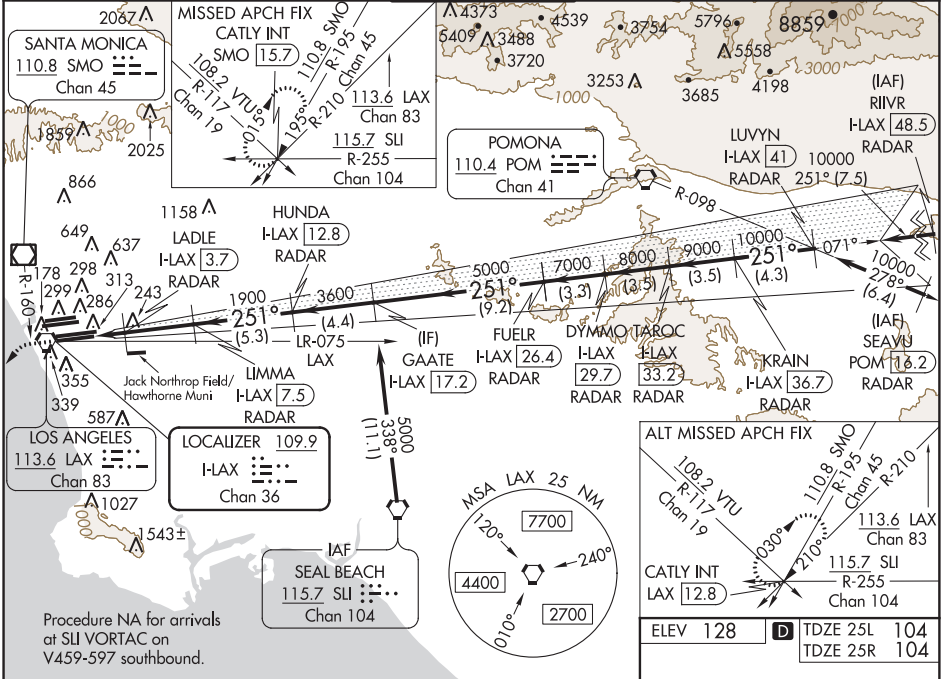 2067
SANTA MONICA
110.8 SMO
Chan 45
MISSED APCH FIX
CATLY INT
SMO 15.7
110.8 SMO
R-195
Chan 45
R-210
108.2 VTU
R-117
Chan 19
015°
195°
113.6 LAX
Chan 83
115.7 SLI
R-255
Chan 104
4373
5409
3488
3720
4539
3754
5796
5558
8859
7000
3253
3685
4198
3000
1000
1859
1000
2025
866
649
637
1158
178
298
313
299
286
243
R-160
355
339
587
1027
1000
1543±
POMONA
110.4 POM
Chan 41
R-098
LUVYN
I-LAX 41
RADAR
10000
251° (7.5)
(IAF)
RIIVR
I-LAX 48.5
RADAR
LADLE
I-LAX 3.7
RADAR
HUNDA
I-LAX 12.8
RADAR
1900
251°
(5.3)
3600
(4.4)
5000
251°
(9.2)
7000
(3.3)
8000
(3.5)
9000
(3.5)
10000
251°
(4.3)
071°
10000
278°
(6.4)
LR-075
LAX
Jack Northrop Field/
Hawthorne Muni
LIMMA
I-LAX 7.5
RADAR
(IF)
GAATE
I-LAX 17.2
FUELR
I-LAX 26.4
RADAR
DYMMO
I-LAX
29.7
RADAR
TAROC
I-LAX
33.2
RADAR
KRAIN
I-LAX 36.7
RADAR
(IAF)
SEAVU
POM 16.2
RADAR
5000
338°
(11.1)
LOS ANGELES
113.6 LAX
Chan 83
LOCALIZER 109.9
I-LAX
Chan 36
IAF
SEAL BEACH
115.7 SLI
Chan 104
MSA LAX 25 NM
120°
7700
240°
4400
2700
010°
ALT MISSED APCH FIX
108.2 VTU
R-117
Chan 19
110.8 SMO
R-195
Chan 45
R-210
030°
210°
113.6 LAX
Chan 83
CATLY INT
LAX 12.8
115.7 SLI
R-255
Chan 104
Procedure NA for arrivals
at SLI VORTAC on
V459-597 southbound.
ELEV 128
D
TDZE 25L 104
TDZE 25R 104